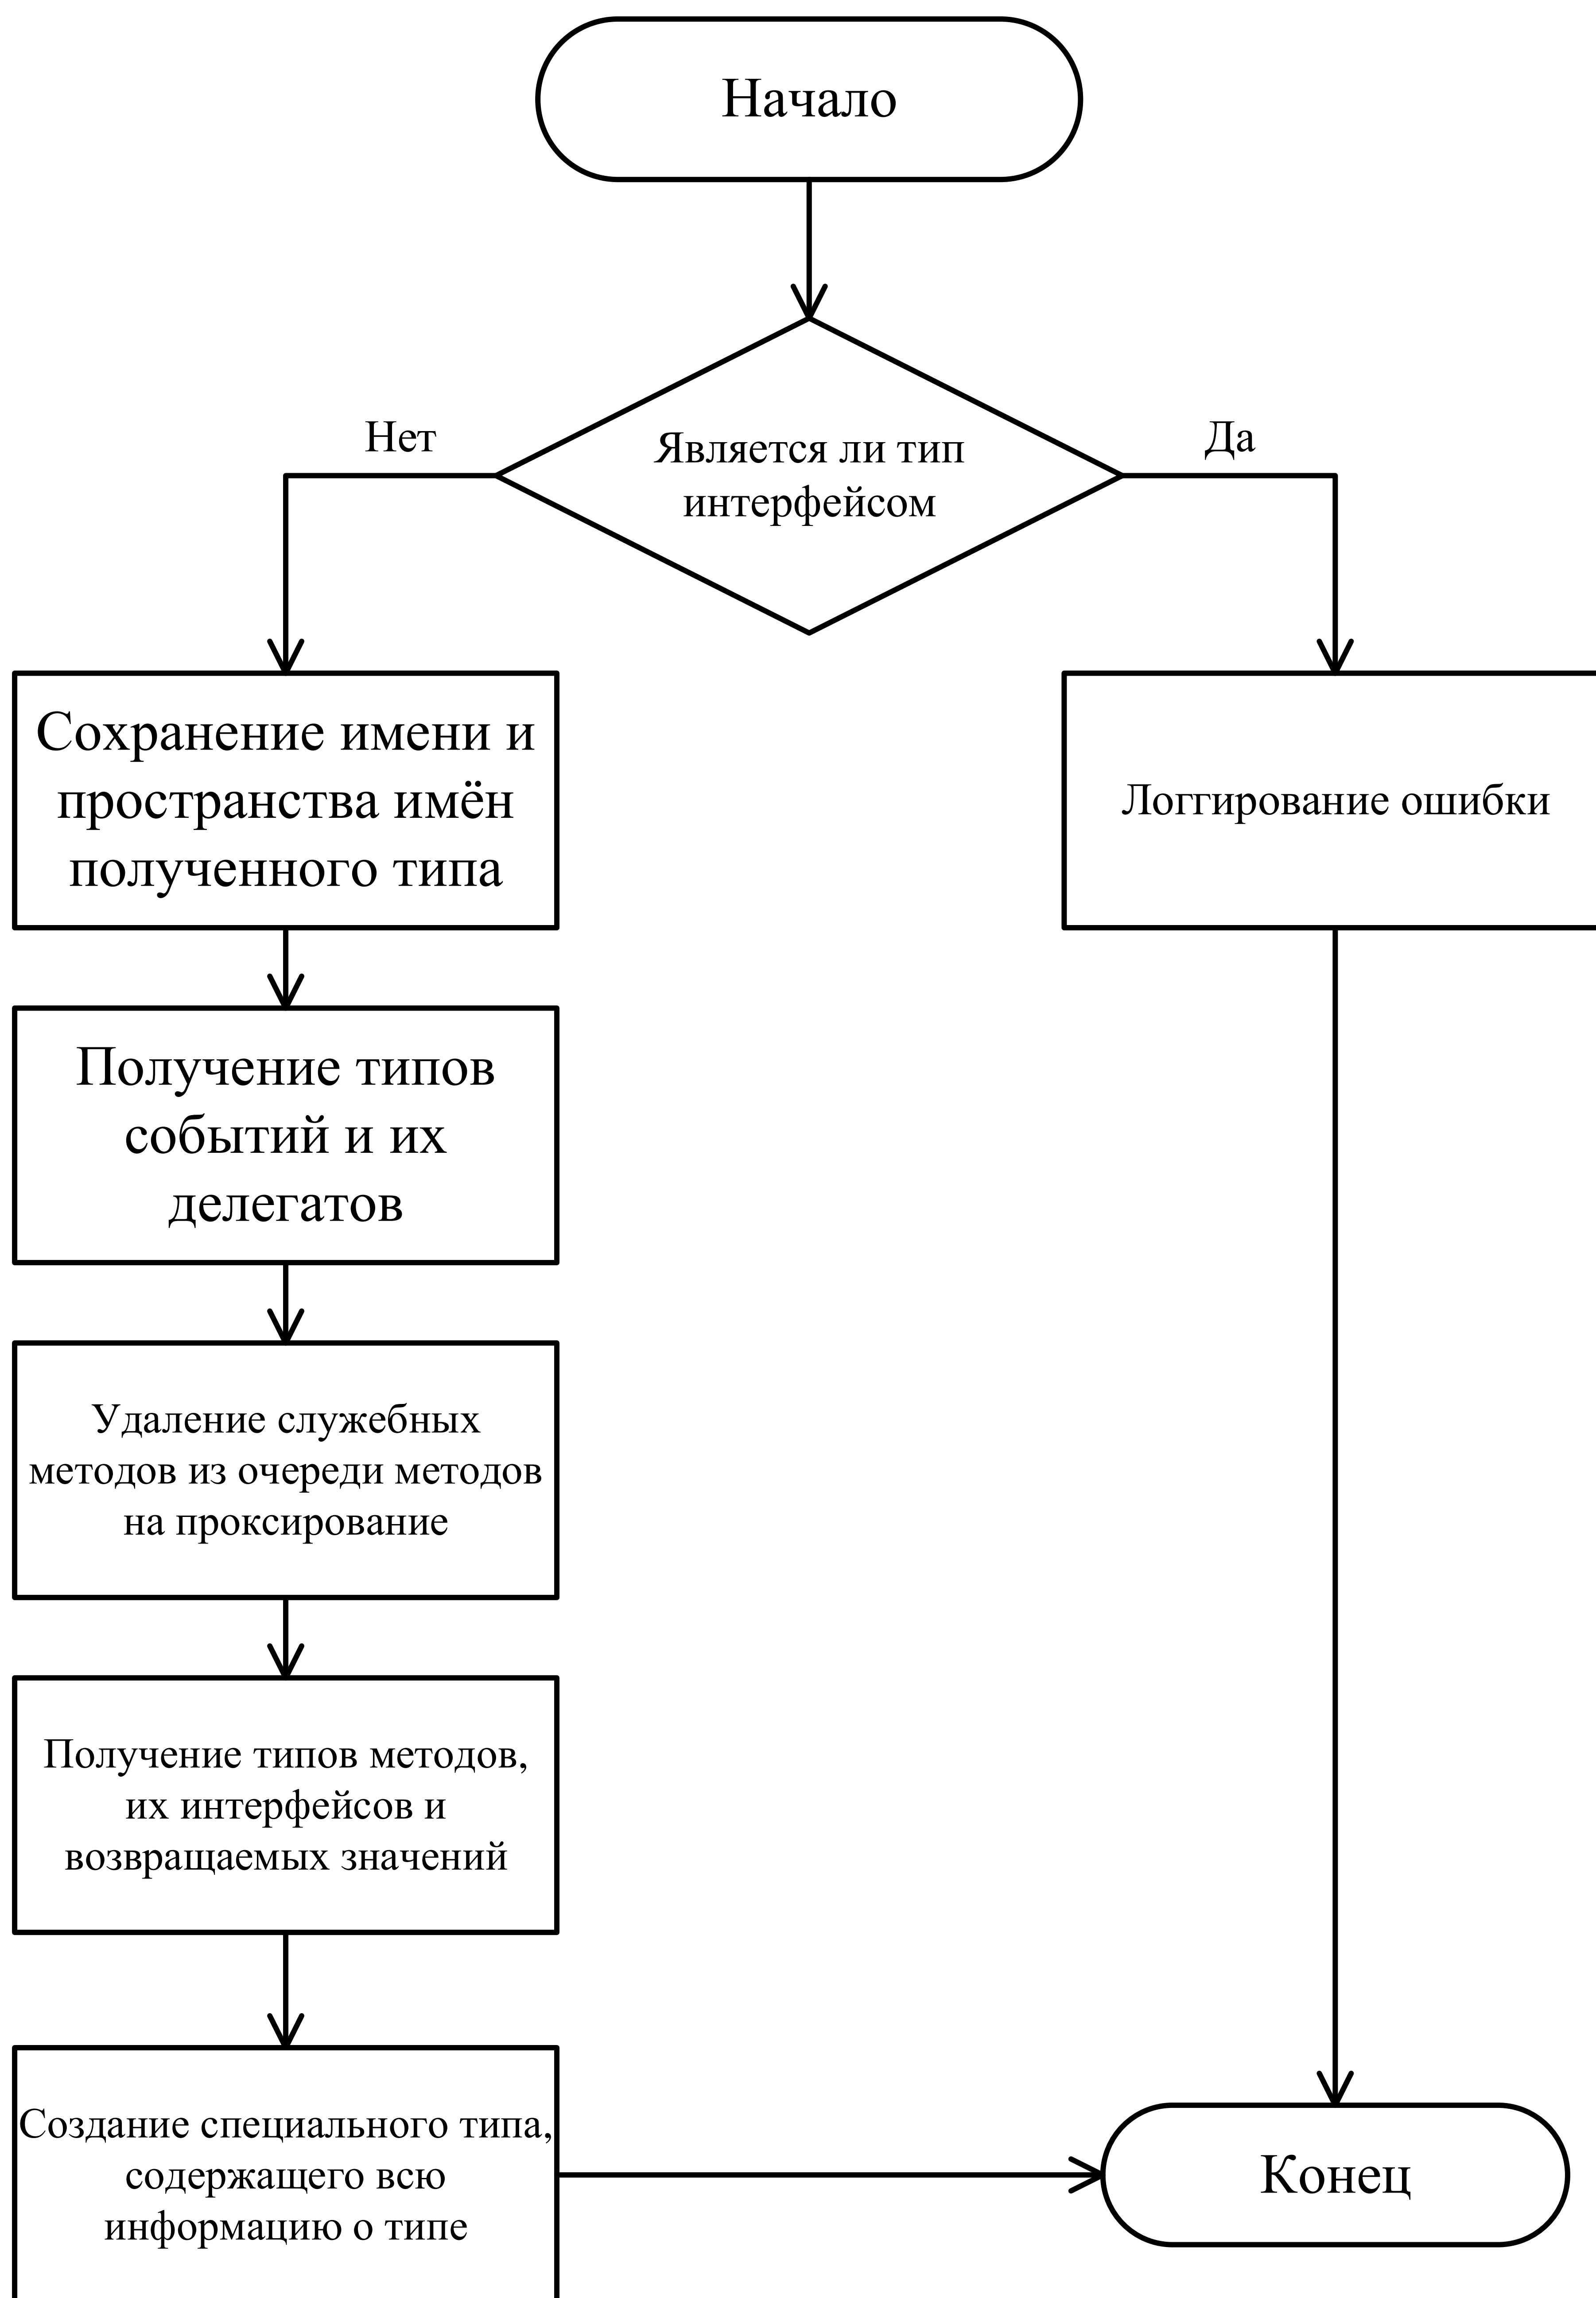 Начало
Является ли тип
интерфейсом
Нет
Да
Сохранение имени и
пространства имён
полученного типа
Логгирование ошибки
Получение типов
событий и их
делегатов
Удаление служебных
методов из очереди методов
на проксирование
Получение типов методов,
их интерфейсов и
возвращаемых значений
Создание специального типа,
содержащего всю
информацию о типе
Конец